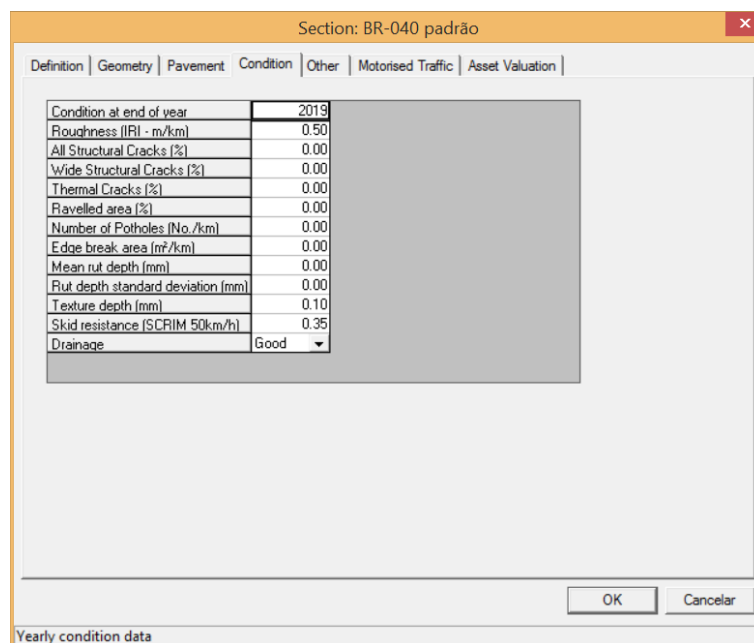 Section: BR-040 padrão
×
Definition Geometry Pavement Condition Other Motorised Traffic Asset Valuation
Condition at end of year 2019
Roughness (IRI - m/km) 0.50
All Structural Cracks (%) 0.00
Wide Structural Cracks (%) 0.00
Thermal Cracks (%) 0.00
Ravelled area (%) 0.00
Number of Potholes (No./km) 0.00
Edge break area (m²/km) 0.00
Mean rut depth (mm) 0.00
Rut depth standard deviation (mm) 0.00
Texture depth (mm) 0.10
Skid resistance (SCRIM 50km/h) 0.35
Drainage Good
OK Cancelar
Yearly condition data